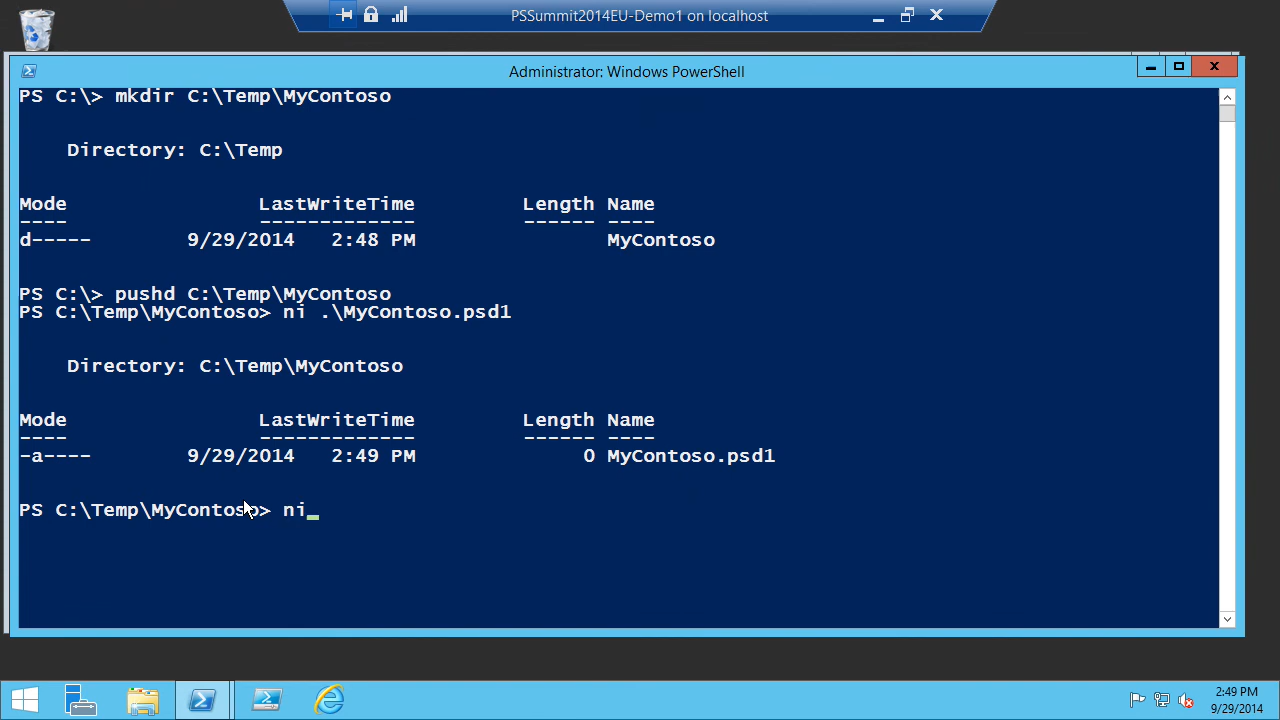 PSSummit2014EU-Demo1 on localhost
Administrator: Windows PowerShell
PS C:\> mkdir C:\Temp\MyContoso
Directory: C:\Temp
Mode LastWriteTime Length Name
---- ------------- ------ ----
d----- 9/29/2014 2:48 PM MyContoso
PS C:\> pushd C:\Temp\MyContoso
PS C:\Temp\MyContoso> ni .\MyContoso.psd1
Directory: C:\Temp\MyContoso
Mode LastWriteTime Length Name
---- ------------- ------ ----
-a---- 9/29/2014 2:49 PM 0 MyContoso.psd1
PS C:\Temp\MyContoso> ni_
2:49 PM
9/29/2014